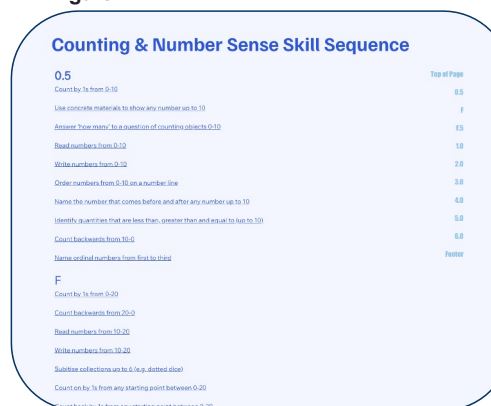 Counting & Number Sense Skill Sequence
0.5
Count by 1s from 0-10
Use concrete materials to show any number up to 10
Answer 'how many' to a question of counting objects 0-10
Read numbers from 0-10
Write numbers from 0-10
Order numbers from 0-10 on a number line
Name the number that comes before and after any number up to 10
Identify quantities that are less than, greater than and equal to (up to 10)
Count backwards from 10-0
Name ordinal numbers from first to third
F
Count by 1s from 0-20
Count backwards from 20-0
Read numbers from 10-20
Write numbers from 10-20
Subitise collections up to 6 (e.g. dotted dice)
Count on by 1s from any starting point between 0-20
Top of Page
0.5
F
F.5
1.0
2.0
3.0
4.0
5.0
6.0
Footer